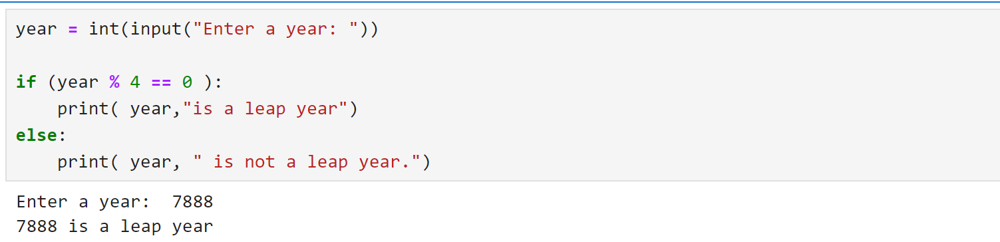 year = int(input("Enter a year: "))
if (year % 4 == 0 ):
    print( year,"is a leap year")
else:
    print( year, " is not a leap year.")
Enter a year:  7888
7888 is a leap year